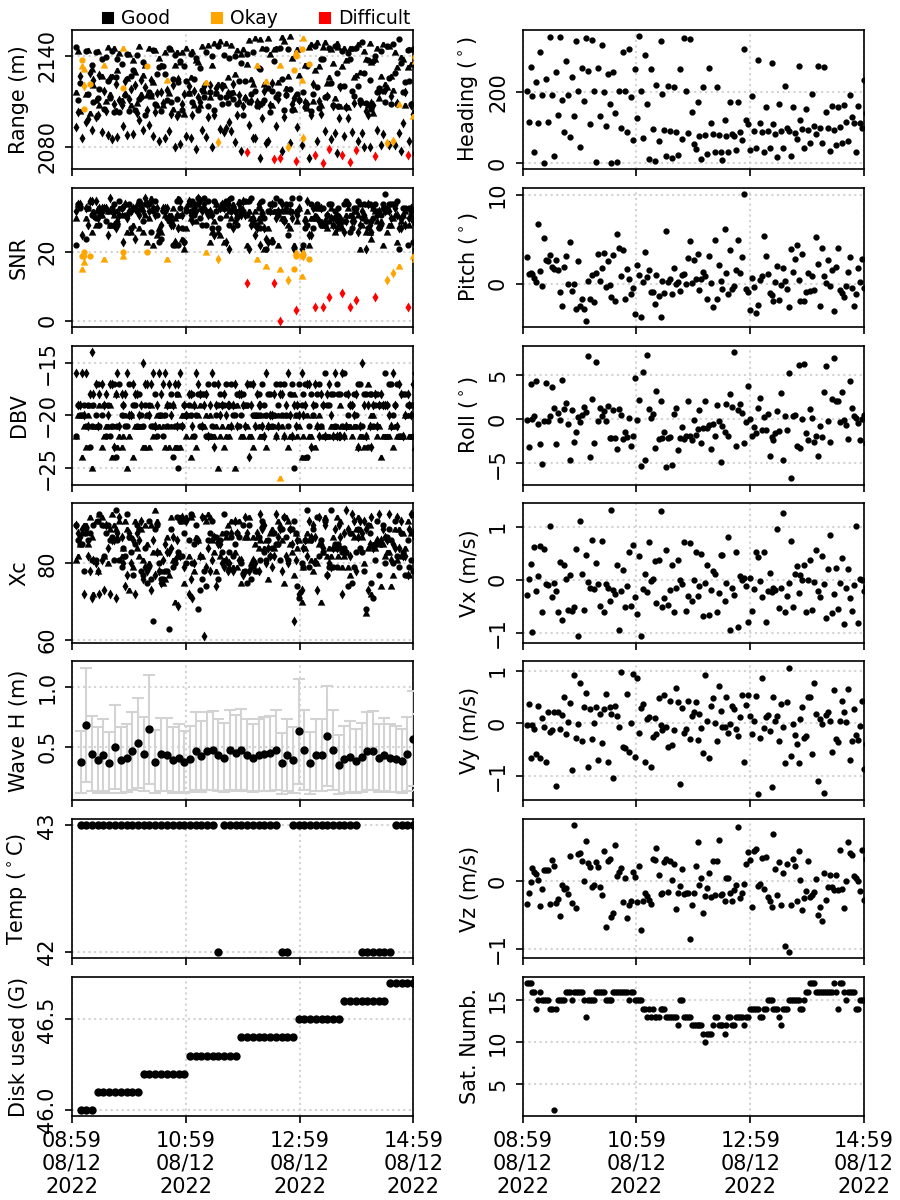 Good Okay Difficult
Range (m)
2140
2080
Heading (°)
200
0
SNR
20
0
Pitch (°)
10
0
DBV
−15
−20
−25
Roll (°)
5
0
−5
Xc
80
60
Vx (m/s)
1
0
−1
Wave H (m)
1.0
0.5
Vy (m/s)
1
0
−1
Temp (°C)
43
42
Vz (m/s)
0
−1
Disk used (G)
46.5
46.0
Sat. Numb.
15
10
5
08:59 10:59 12:59 14:59 08:59 10:59 12:59 14:59
08/12 08/12 08/12 08/12 08/12 08/12 08/12 08/12
2022 2022 2022 2022 2022 2022 2022 2022